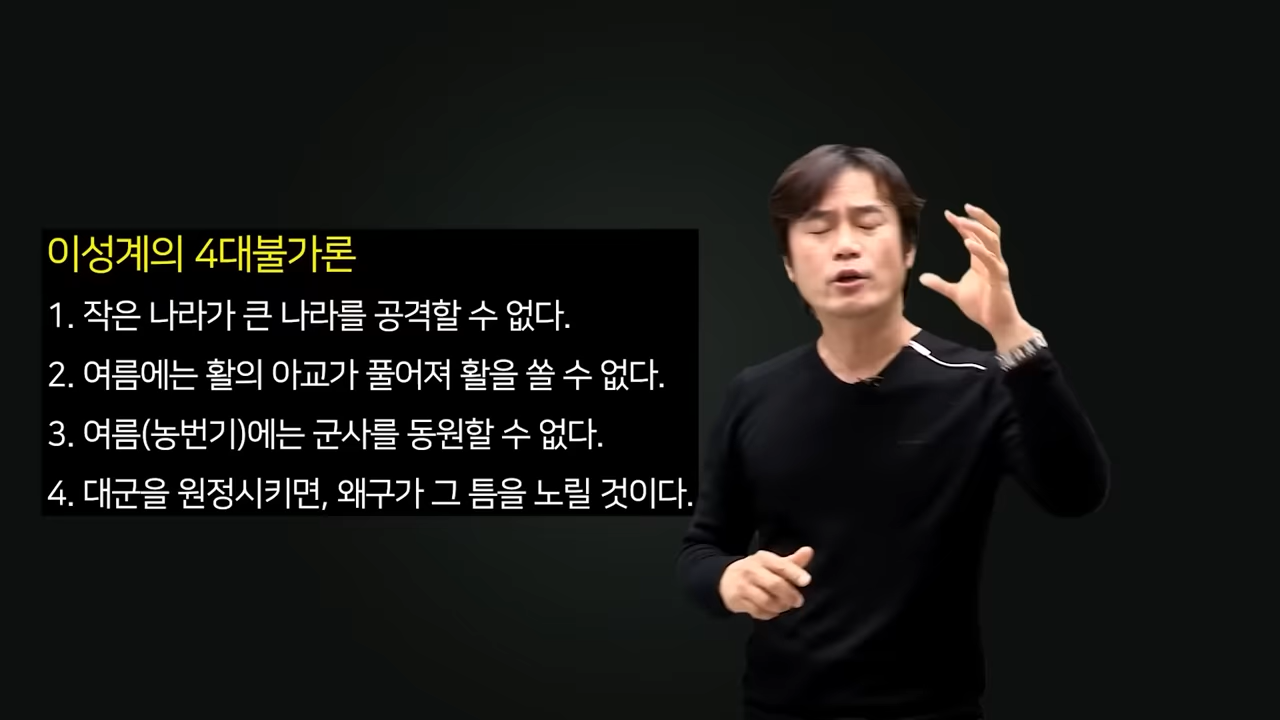 이성계의 4대불가론
1. 작은 나라가 큰 나라를 공격할 수 없다.
2. 여름에는 활의 아교가 풀어져 활을 쏠 수 없다.
3. 여름(농번기)에는 군사를 동원할 수 없다.
4. 대군을 원정시키면, 왜구가 그 틈을 노릴 것이다.